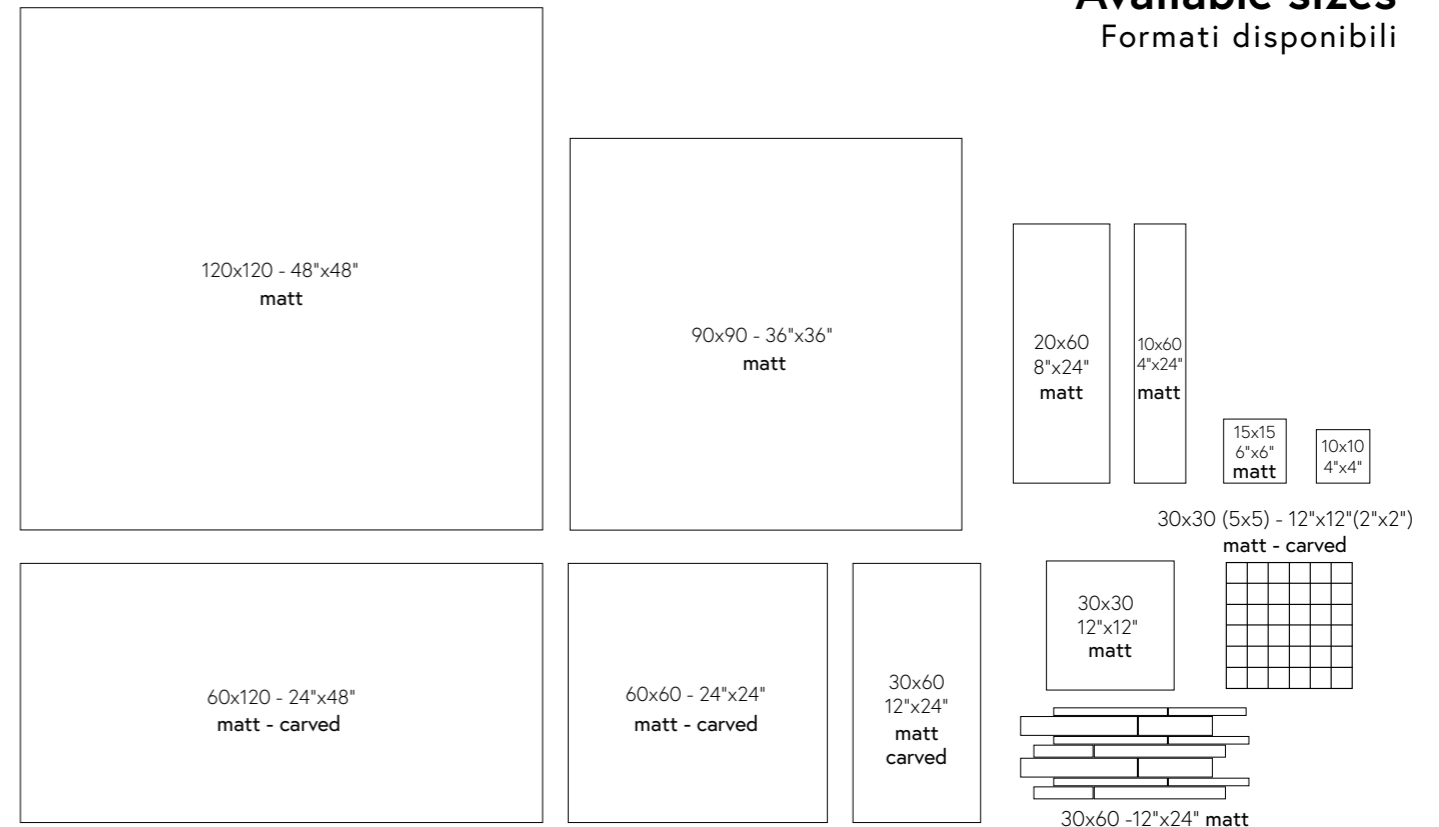 Available sizes
Formati disponibili
120x120 - 48"x48"
matt
90x90 - 36"x36"
matt
20x60
8"x24"
matt
10x60
4"x24"
matt
15x15
6"x6"
matt
10x10
4"x4"
30x30 (5x5) - 12"x12"(2"x2")
matt - carved
60x120 - 24"x48"
matt - carved
60x60 - 24"x24"
matt - carved
30x60
12"x24"
matt
carved
30x30
12"x12"
matt
30x60 -12"x24" matt